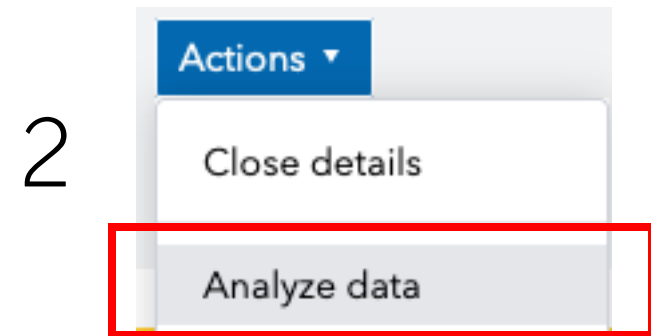 Actions ▼
2
Close details
Analyze data